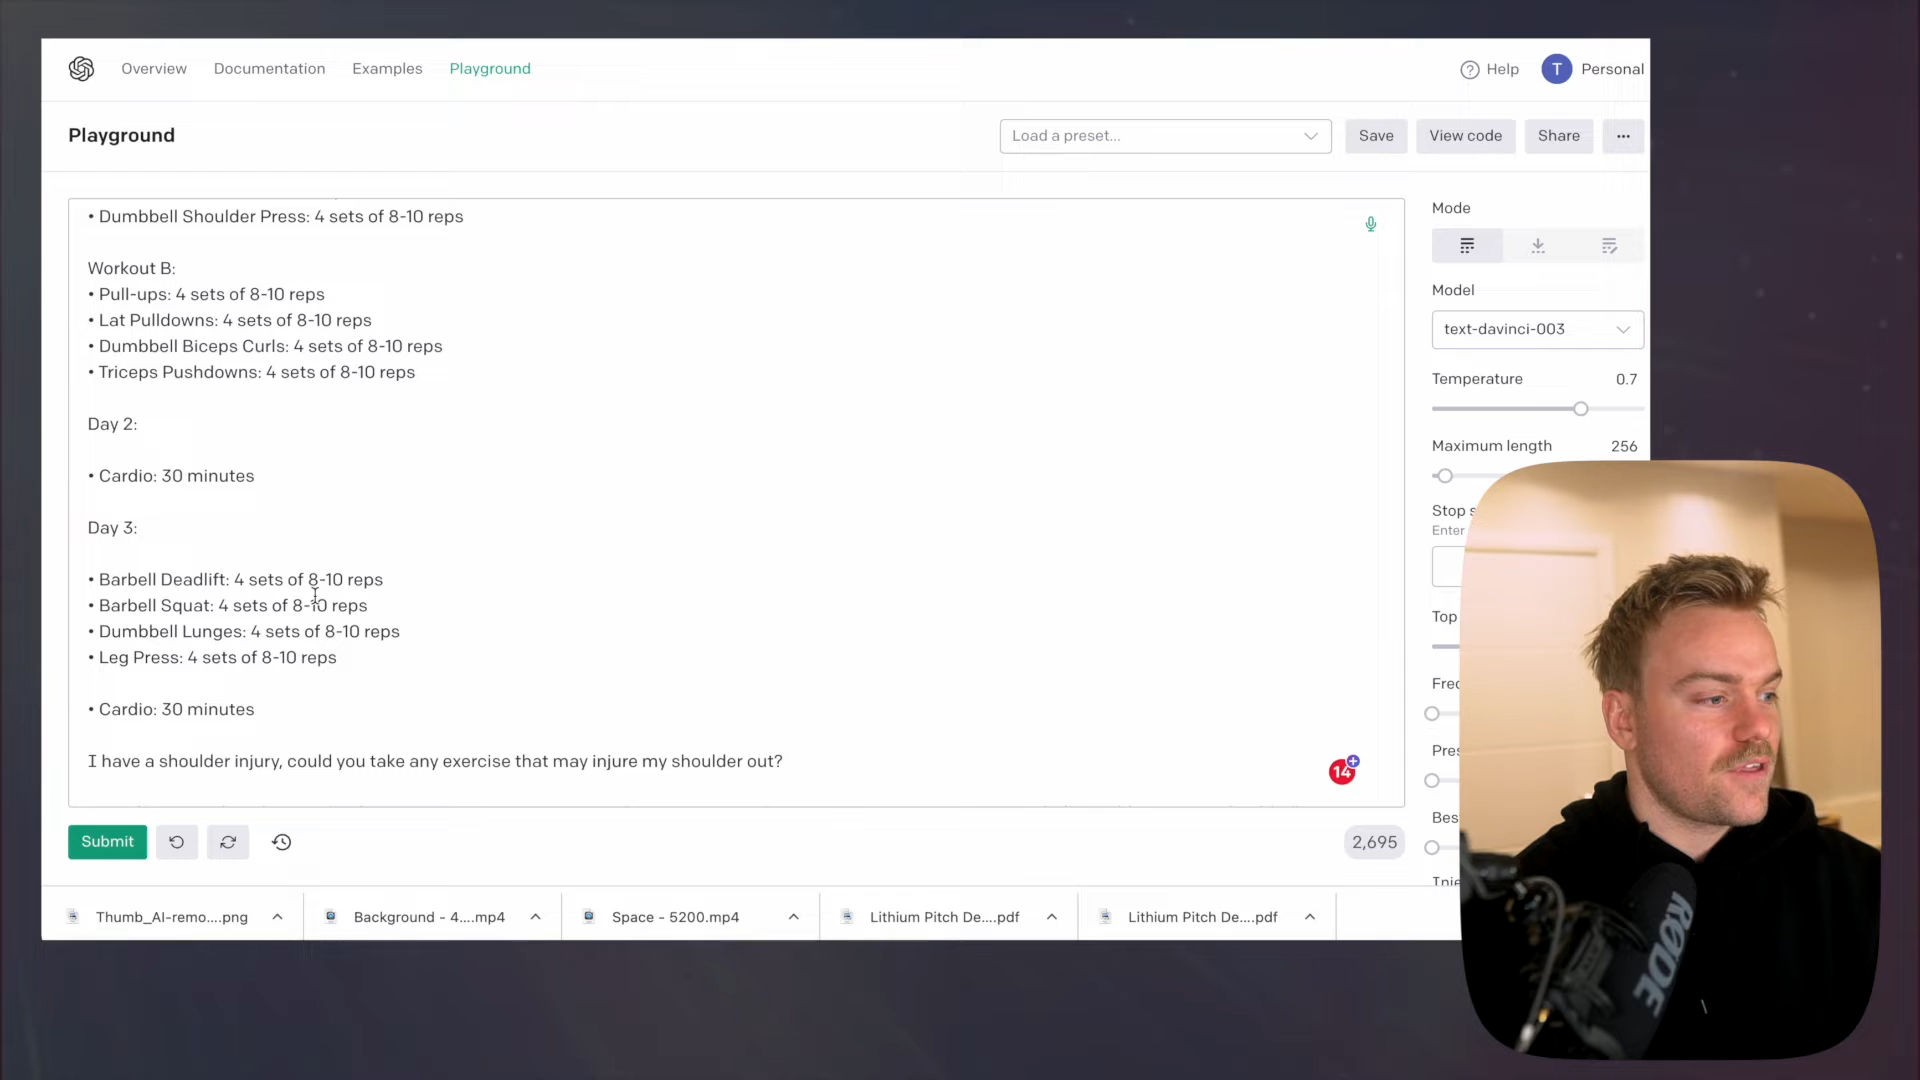 Overview Documentation Examples Playground Help T Personal
Playground
Load a preset... Save View code Share ...
• Dumbbell Shoulder Press: 4 sets of 8-10 reps
Workout B:
• Pull-ups: 4 sets of 8-10 reps
• Lat Pulldowns: 4 sets of 8-10 reps
• Dumbbell Biceps Curls: 4 sets of 8-10 reps
• Triceps Pushdowns: 4 sets of 8-10 reps
Day 2:
• Cardio: 30 minutes
Day 3:
• Barbell Deadlift: 4 sets of 8-10 reps
• Barbell Squat: 4 sets of 8-10 reps
• Dumbbell Lunges: 4 sets of 8-10 reps
• Leg Press: 4 sets of 8-10 reps
• Cardio: 30 minutes
I have a shoulder injury, could you take any exercise that may injure my shoulder out?
14
Submit
2,695
Mode
Model
text-davinci-003
Temperature 0.7
Maximum length 256
Stop
Enter
Top
Thumb_AI-remo....png
Background - 4....mp4
Space - 5200.mp4
Lithium Pitch De....pdf
Lithium Pitch De....pdf
RØDE